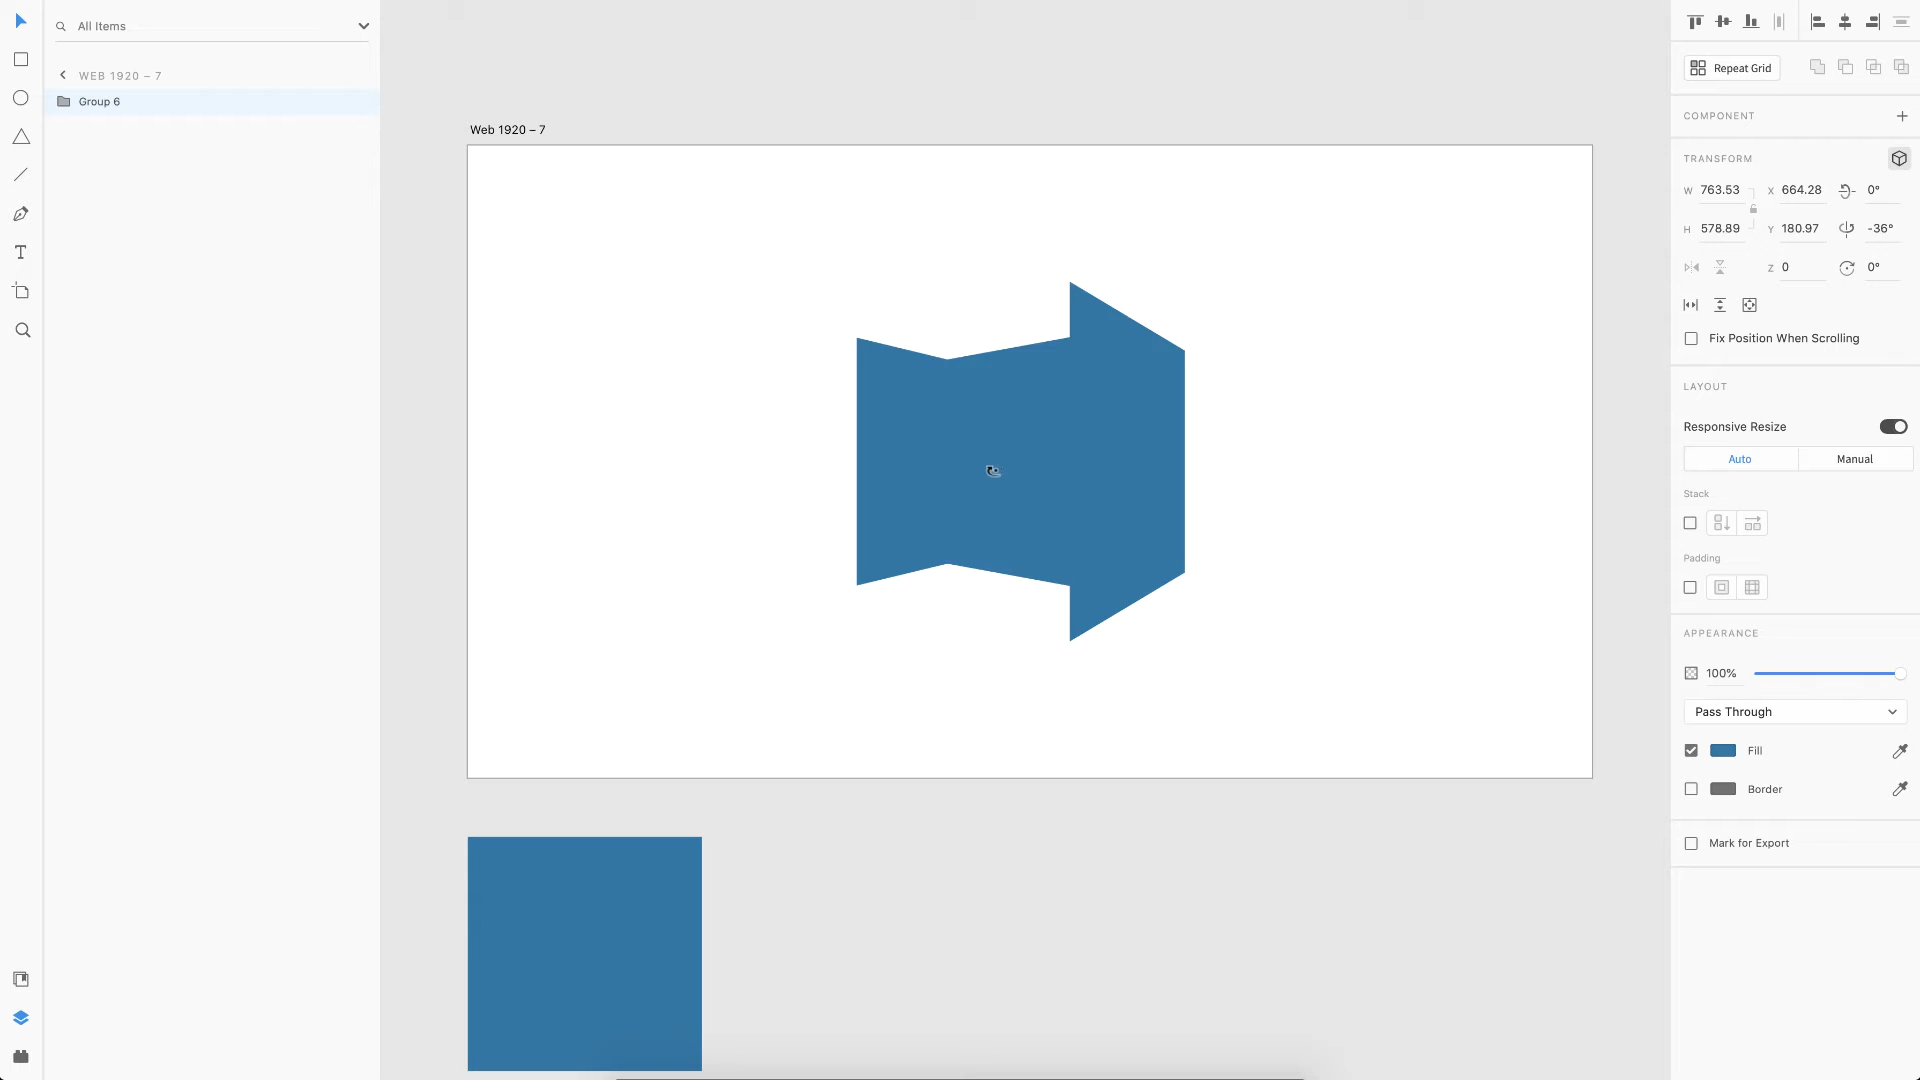 All Items
WEB 1920 – 7
Group 6
Web 1920 – 7
Repeat Grid
COMPONENT
TRANSFORM
W 763.53 X 664.28 0°
H 578.89 Y 180.97 -36°
Z 0 0°
Fix Position When Scrolling
LAYOUT
Responsive Resize
Auto Manual
Stack
Padding
APPEARANCE
100%
Pass Through
Fill
Border
Mark for Export